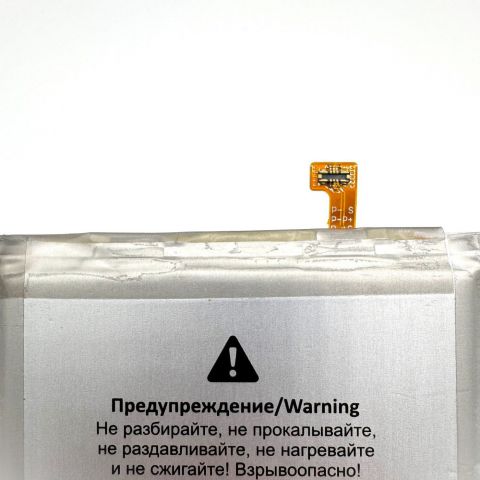 P- S
P- P+
Предупреждение/Warning
Не разбирайте, не прокалывайте,
не раздавливайте, не нагревайте
и не сжигайте! Взрывоопасно!